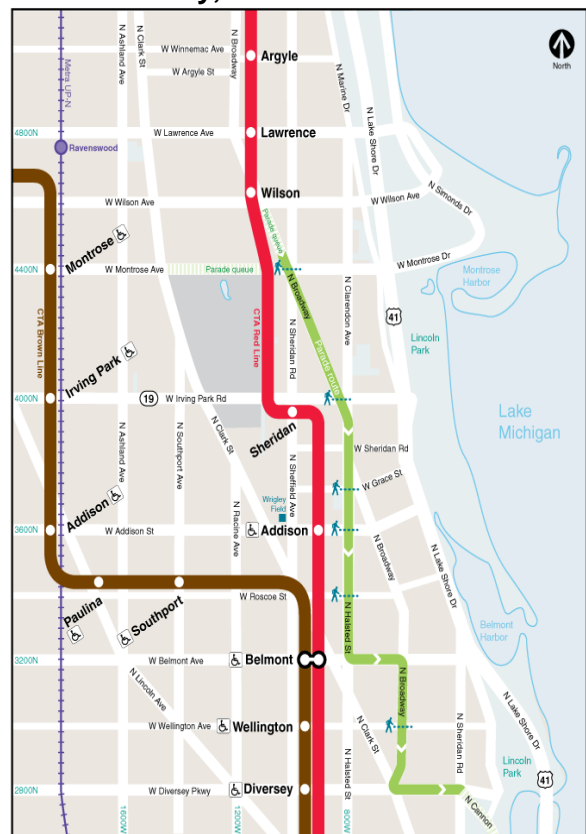 W Winnemac Ave
N Ashland Ave
N Clark St
N Broadway
Argyle
W Argyle St
North
N Marine Dr
N Lake Shore Dr
Metra UP-N
4800N
W Lawrence Ave
Lawrence
Ravenswood
Wilson
W Wilson Ave
W Wilson Ave
N Simonds Dr
Parade queue
Montrose
4400N
W Montrose Ave
Parade queue
W Montrose Dr
Montrose
Harbor
N Broadway
N Clarendon Ave
41
CTA Brown Line
CTA Red Line
N Sheridan Rd
Parade route
Lincoln
Park
Irving Park
4000N
19
W Irving Park Rd
Lake
Michigan
Sheridan
N Ashland Ave
N Southport Ave
N Clark St
W Sheridan Rd
N Sheffield Ave
W Grace St
Addison
Wrigley
Field
N Racine Ave
3600N
W Addison St
Addison
N Broadway
N Lake Shore Dr
Paulina
Southport
W Roscoe St
N Halsted St
Belmont
Harbor
3200N
W Belmont Ave
Belmont
N Lincoln Ave
N Broadway
W Wellington Ave
Wellington
N Clark St
N Sheridan Rd
N Lake Shore Dr
N Halsted St
Lincoln
Park
41
2800N
W Diversey Pkwy
Diversey
N Cannon
1600W
1200W
800W